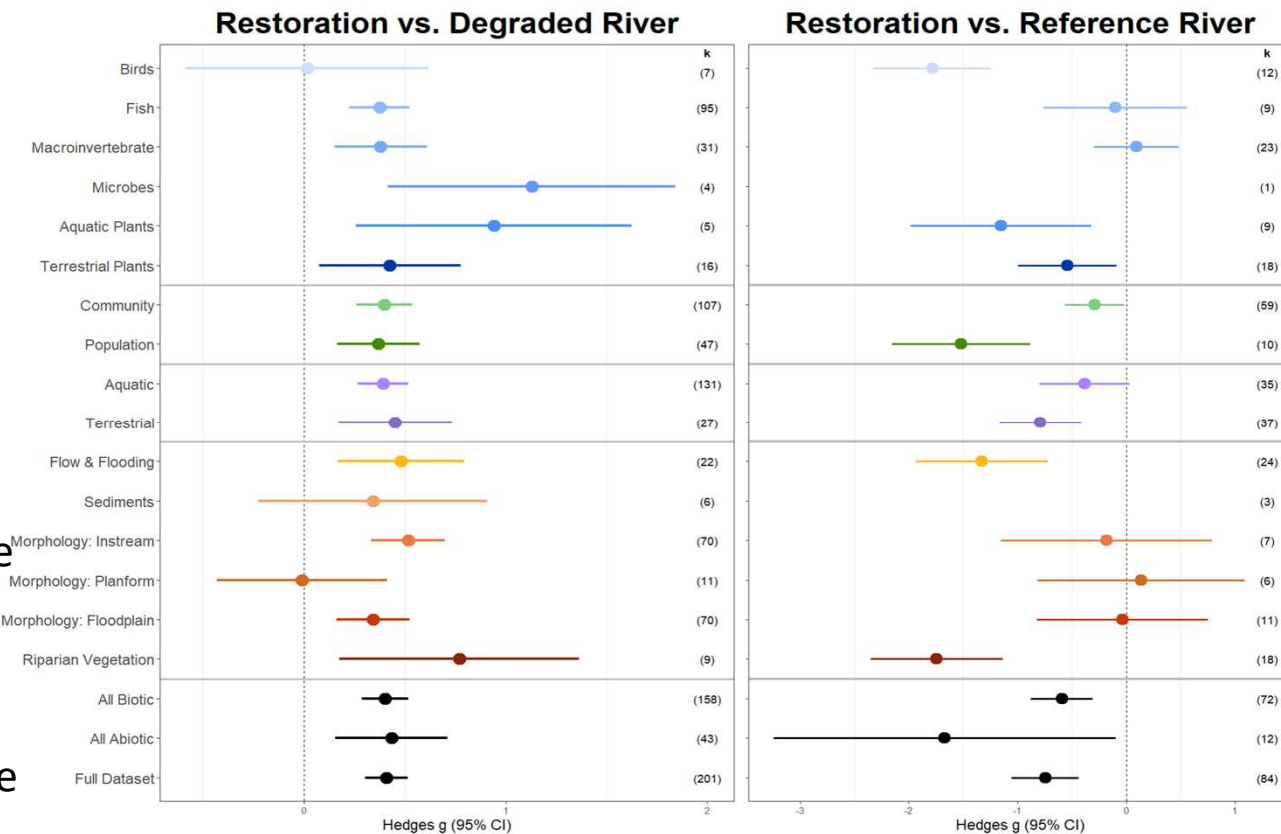 Restoration vs. Degraded River Restoration vs. Reference River
k k
Birds (7) (12)
Fish (95) (9)
Macroinvertebrate (31) (23)
Microbes (4) (1)
Aquatic Plants (5) (9)
Terrestrial Plants (16) (18)
Community (107) (59)
Population (47) (10)
Aquatic (131) (35)
Terrestrial (27) (37)
Flow & Flooding (22) (24)
Sediments (6) (3)
e Morphology: Instream (70) (7)
Morphology: Planform (11) (6)
Morphology: Floodplain (70) (11)
Riparian Vegetation (9) (18)
All Biotic (158) (72)
All Abiotic (43) (12)
e Full Dataset (201) (84)
0 1 2 -3 -2 -1 0 1
Hedges g (95% CI) Hedges g (95% CI)